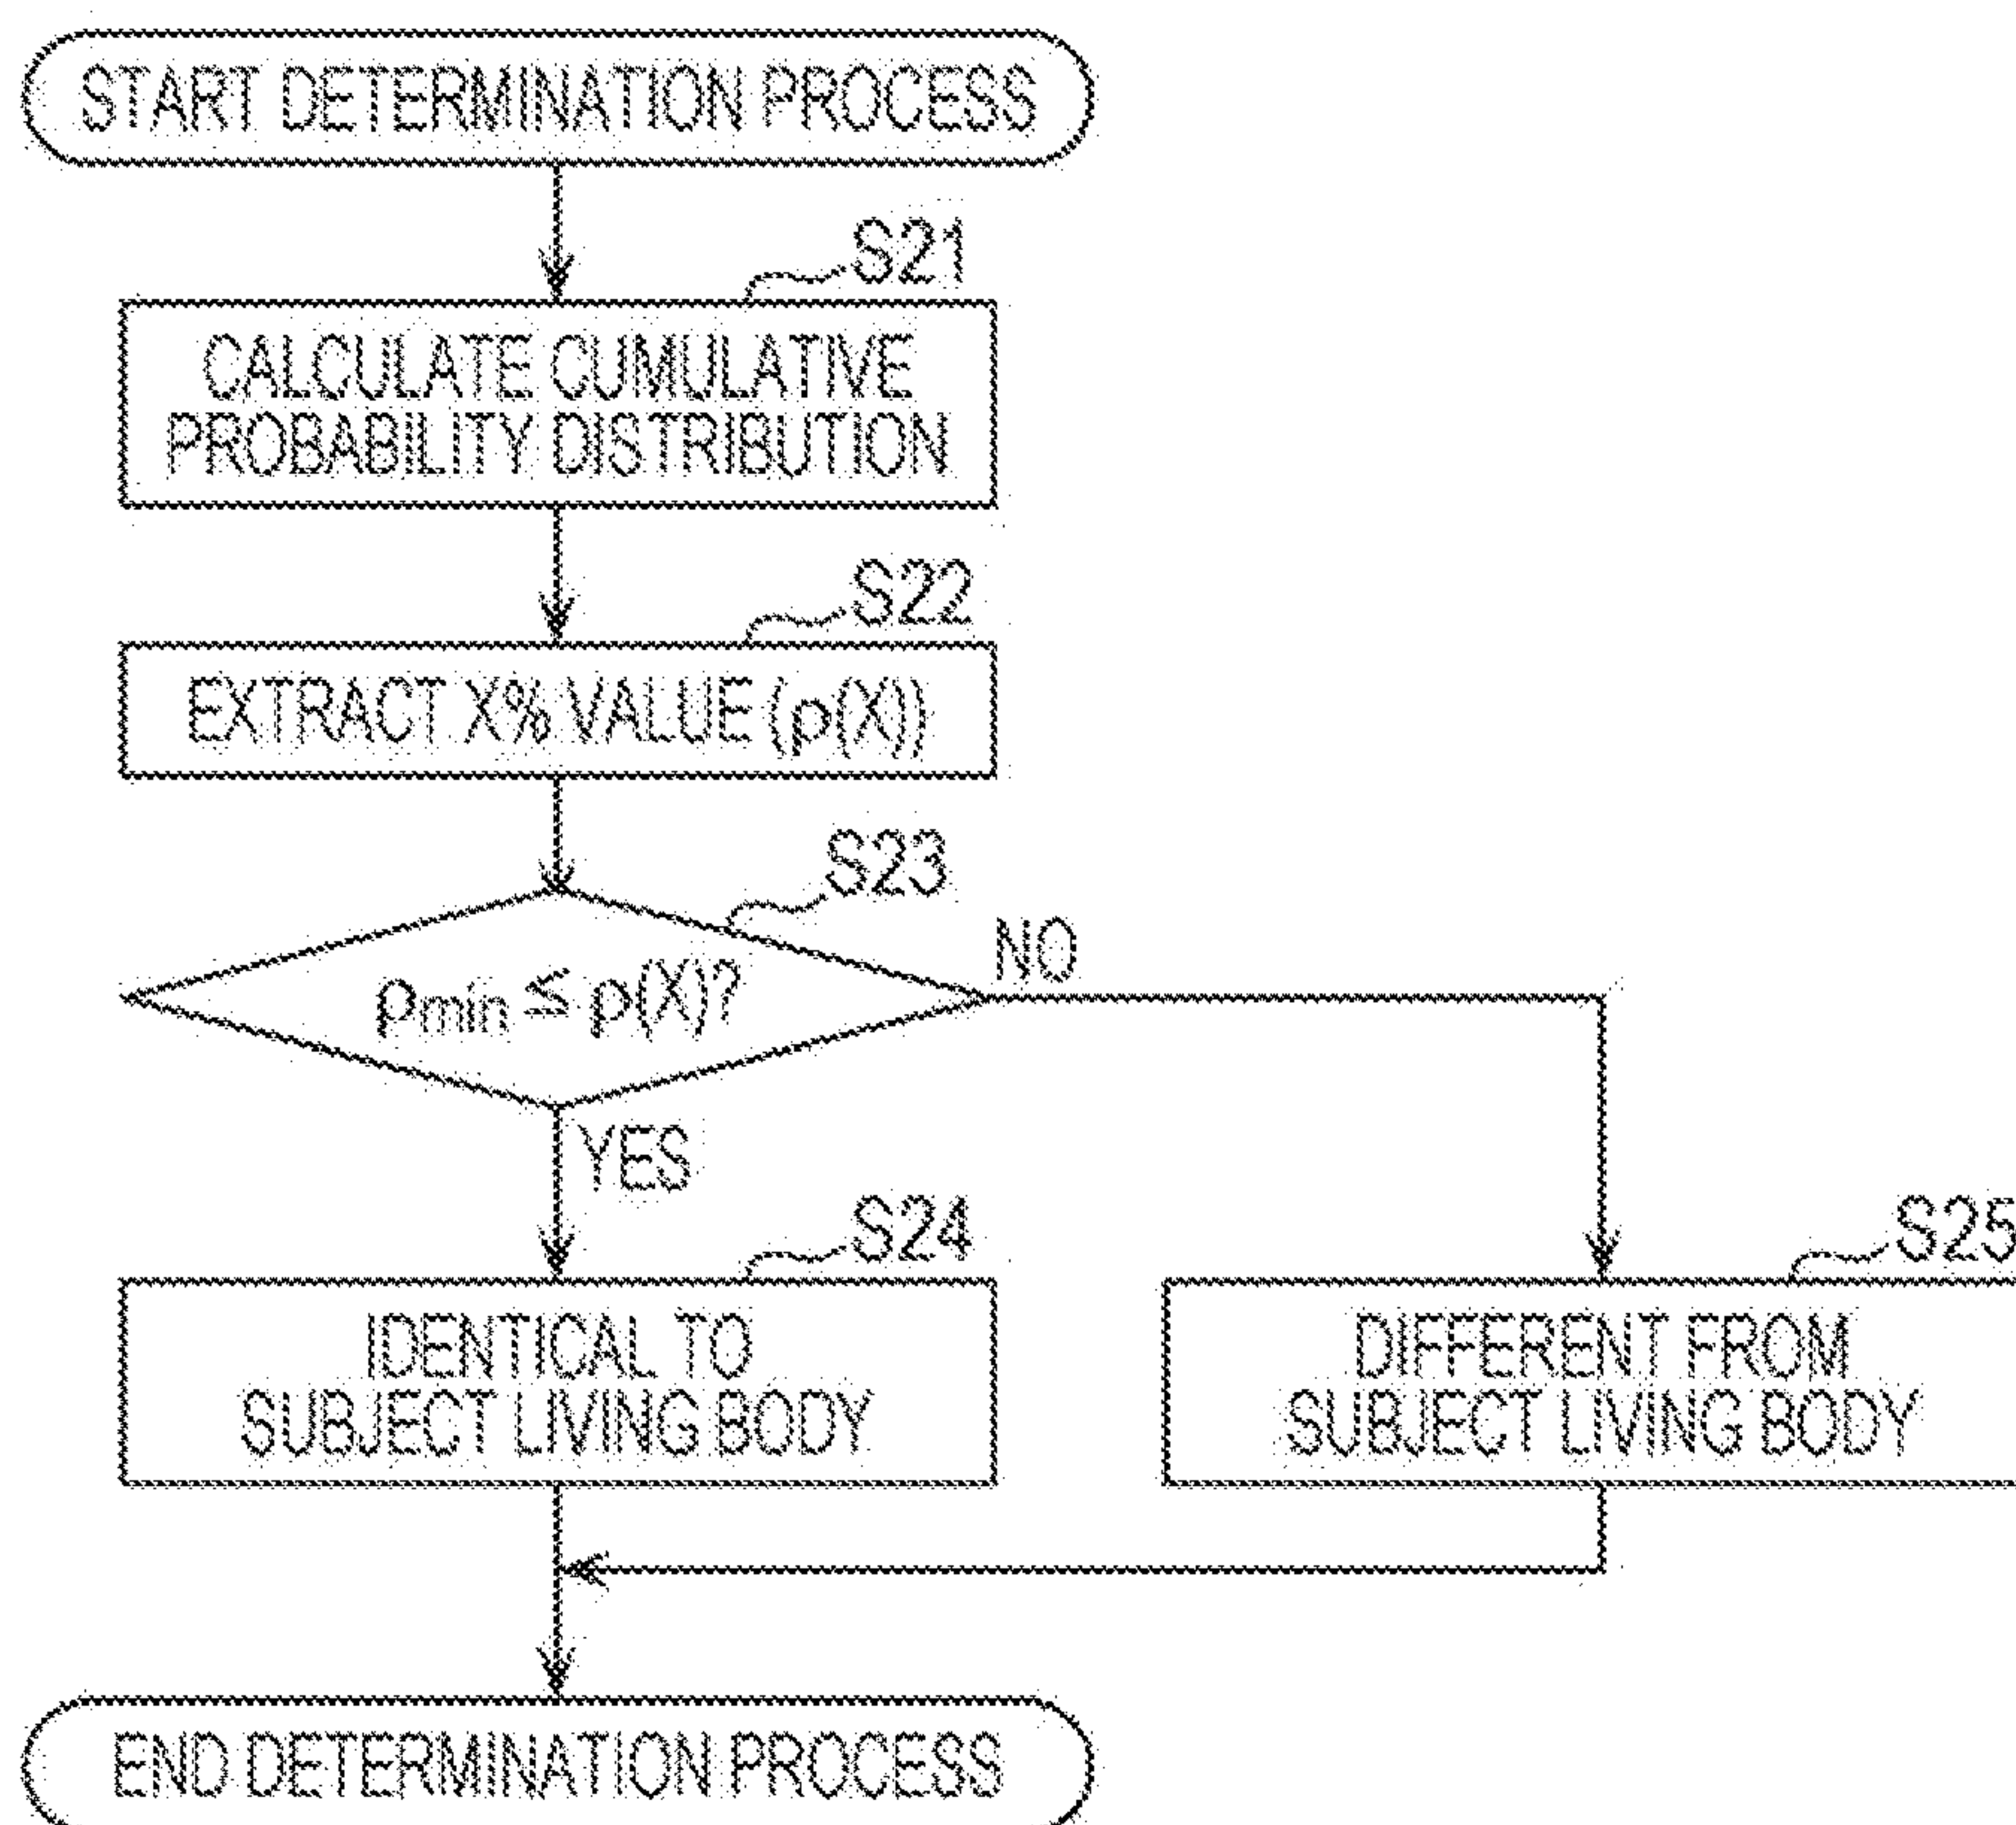 START DETERMINATION PROCESS
S21
CALCULATE CUMULATIVE
PROBABILITY DISTRIBUTION
S22
EXTRACT X% VALUE (ρ(X))
S23
ρmin ≤ ρ(X)?
NO
YES
S24
IDENTICAL TO
SUBJECT LIVING BODY
S25
DIFFERENT FROM
SUBJECT LIVING BODY
END DETERMINATION PROCESS